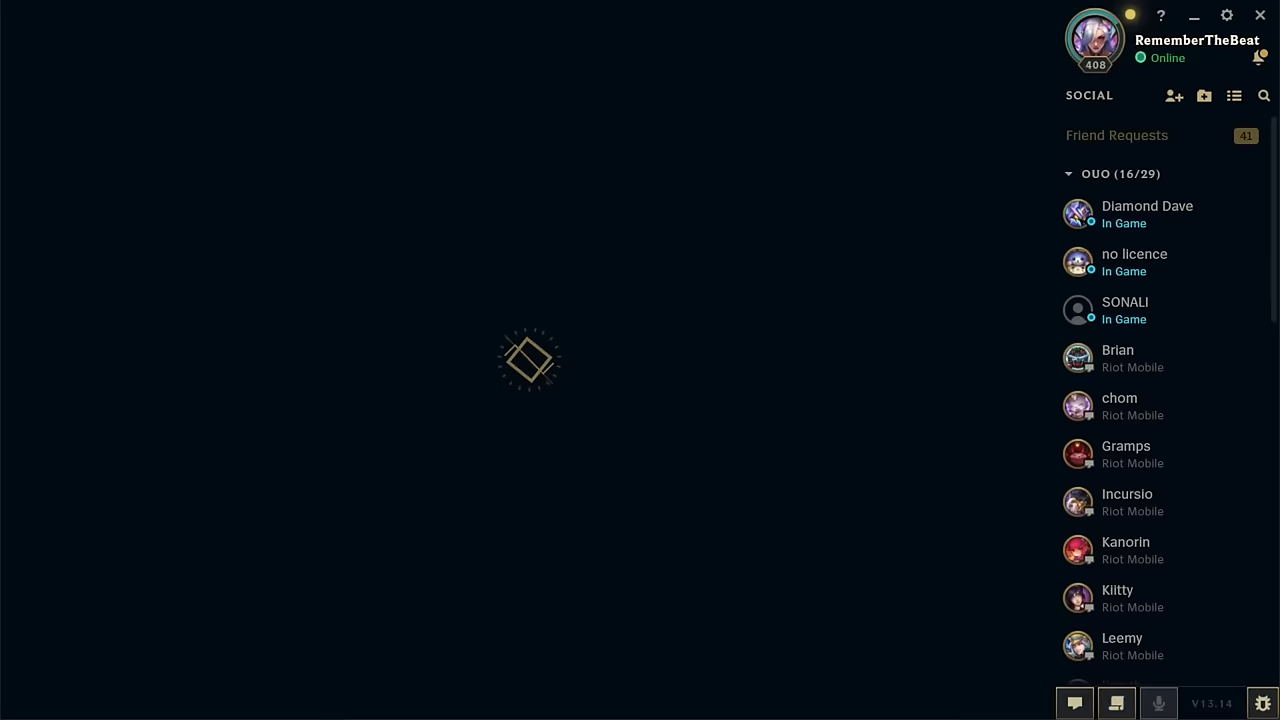 ?
RememberTheBeat
408
Online
SOCIAL
Friend Requests
41
OUO (16/29)
Diamond Dave
In Game
no licence
In Game
SONALI
In Game
Brian
Riot Mobile
chom
Riot Mobile
Gramps
Riot Mobile
Incursio
Riot Mobile
Kanorin
Riot Mobile
Kiitty
Riot Mobile
Leemy
Riot Mobile
V13.14